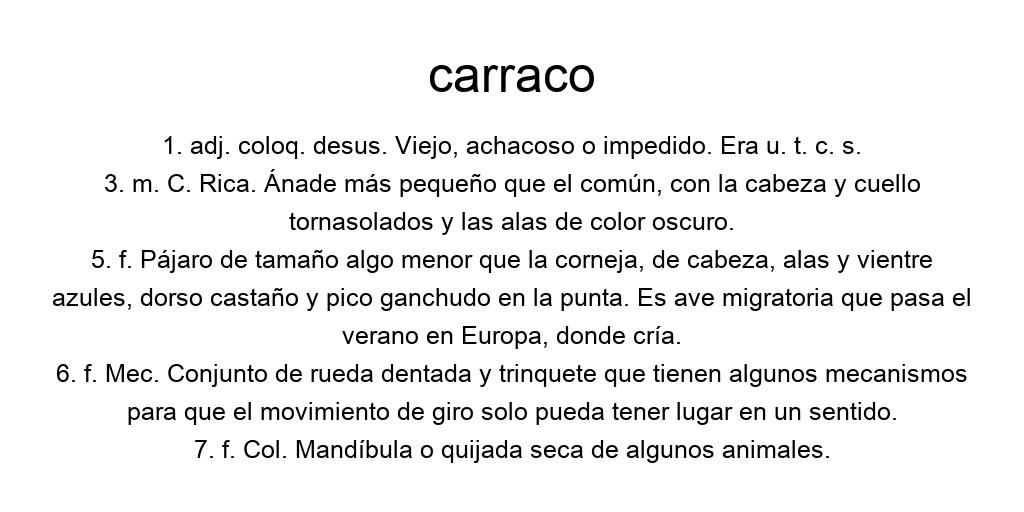 carraco
1. adj. coloq. desus. Viejo, achacoso o impedido. Era u. t. c. s.
3. m. C. Rica. Ánade más pequeño que el común, con la cabeza y cuello
tornasolados y las alas de color oscuro.
5. f. Pájaro de tamaño algo menor que la corneja, de cabeza, alas y vientre
azules, dorso castaño y pico ganchudo en la punta. Es ave migratoria que pasa el
verano en Europa, donde cría.
6. f. Mec. Conjunto de rueda dentada y trinquete que tienen algunos mecanismos
para que el movimiento de giro solo pueda tener lugar en un sentido.
7. f. Col. Mandíbula o quijada seca de algunos animales.